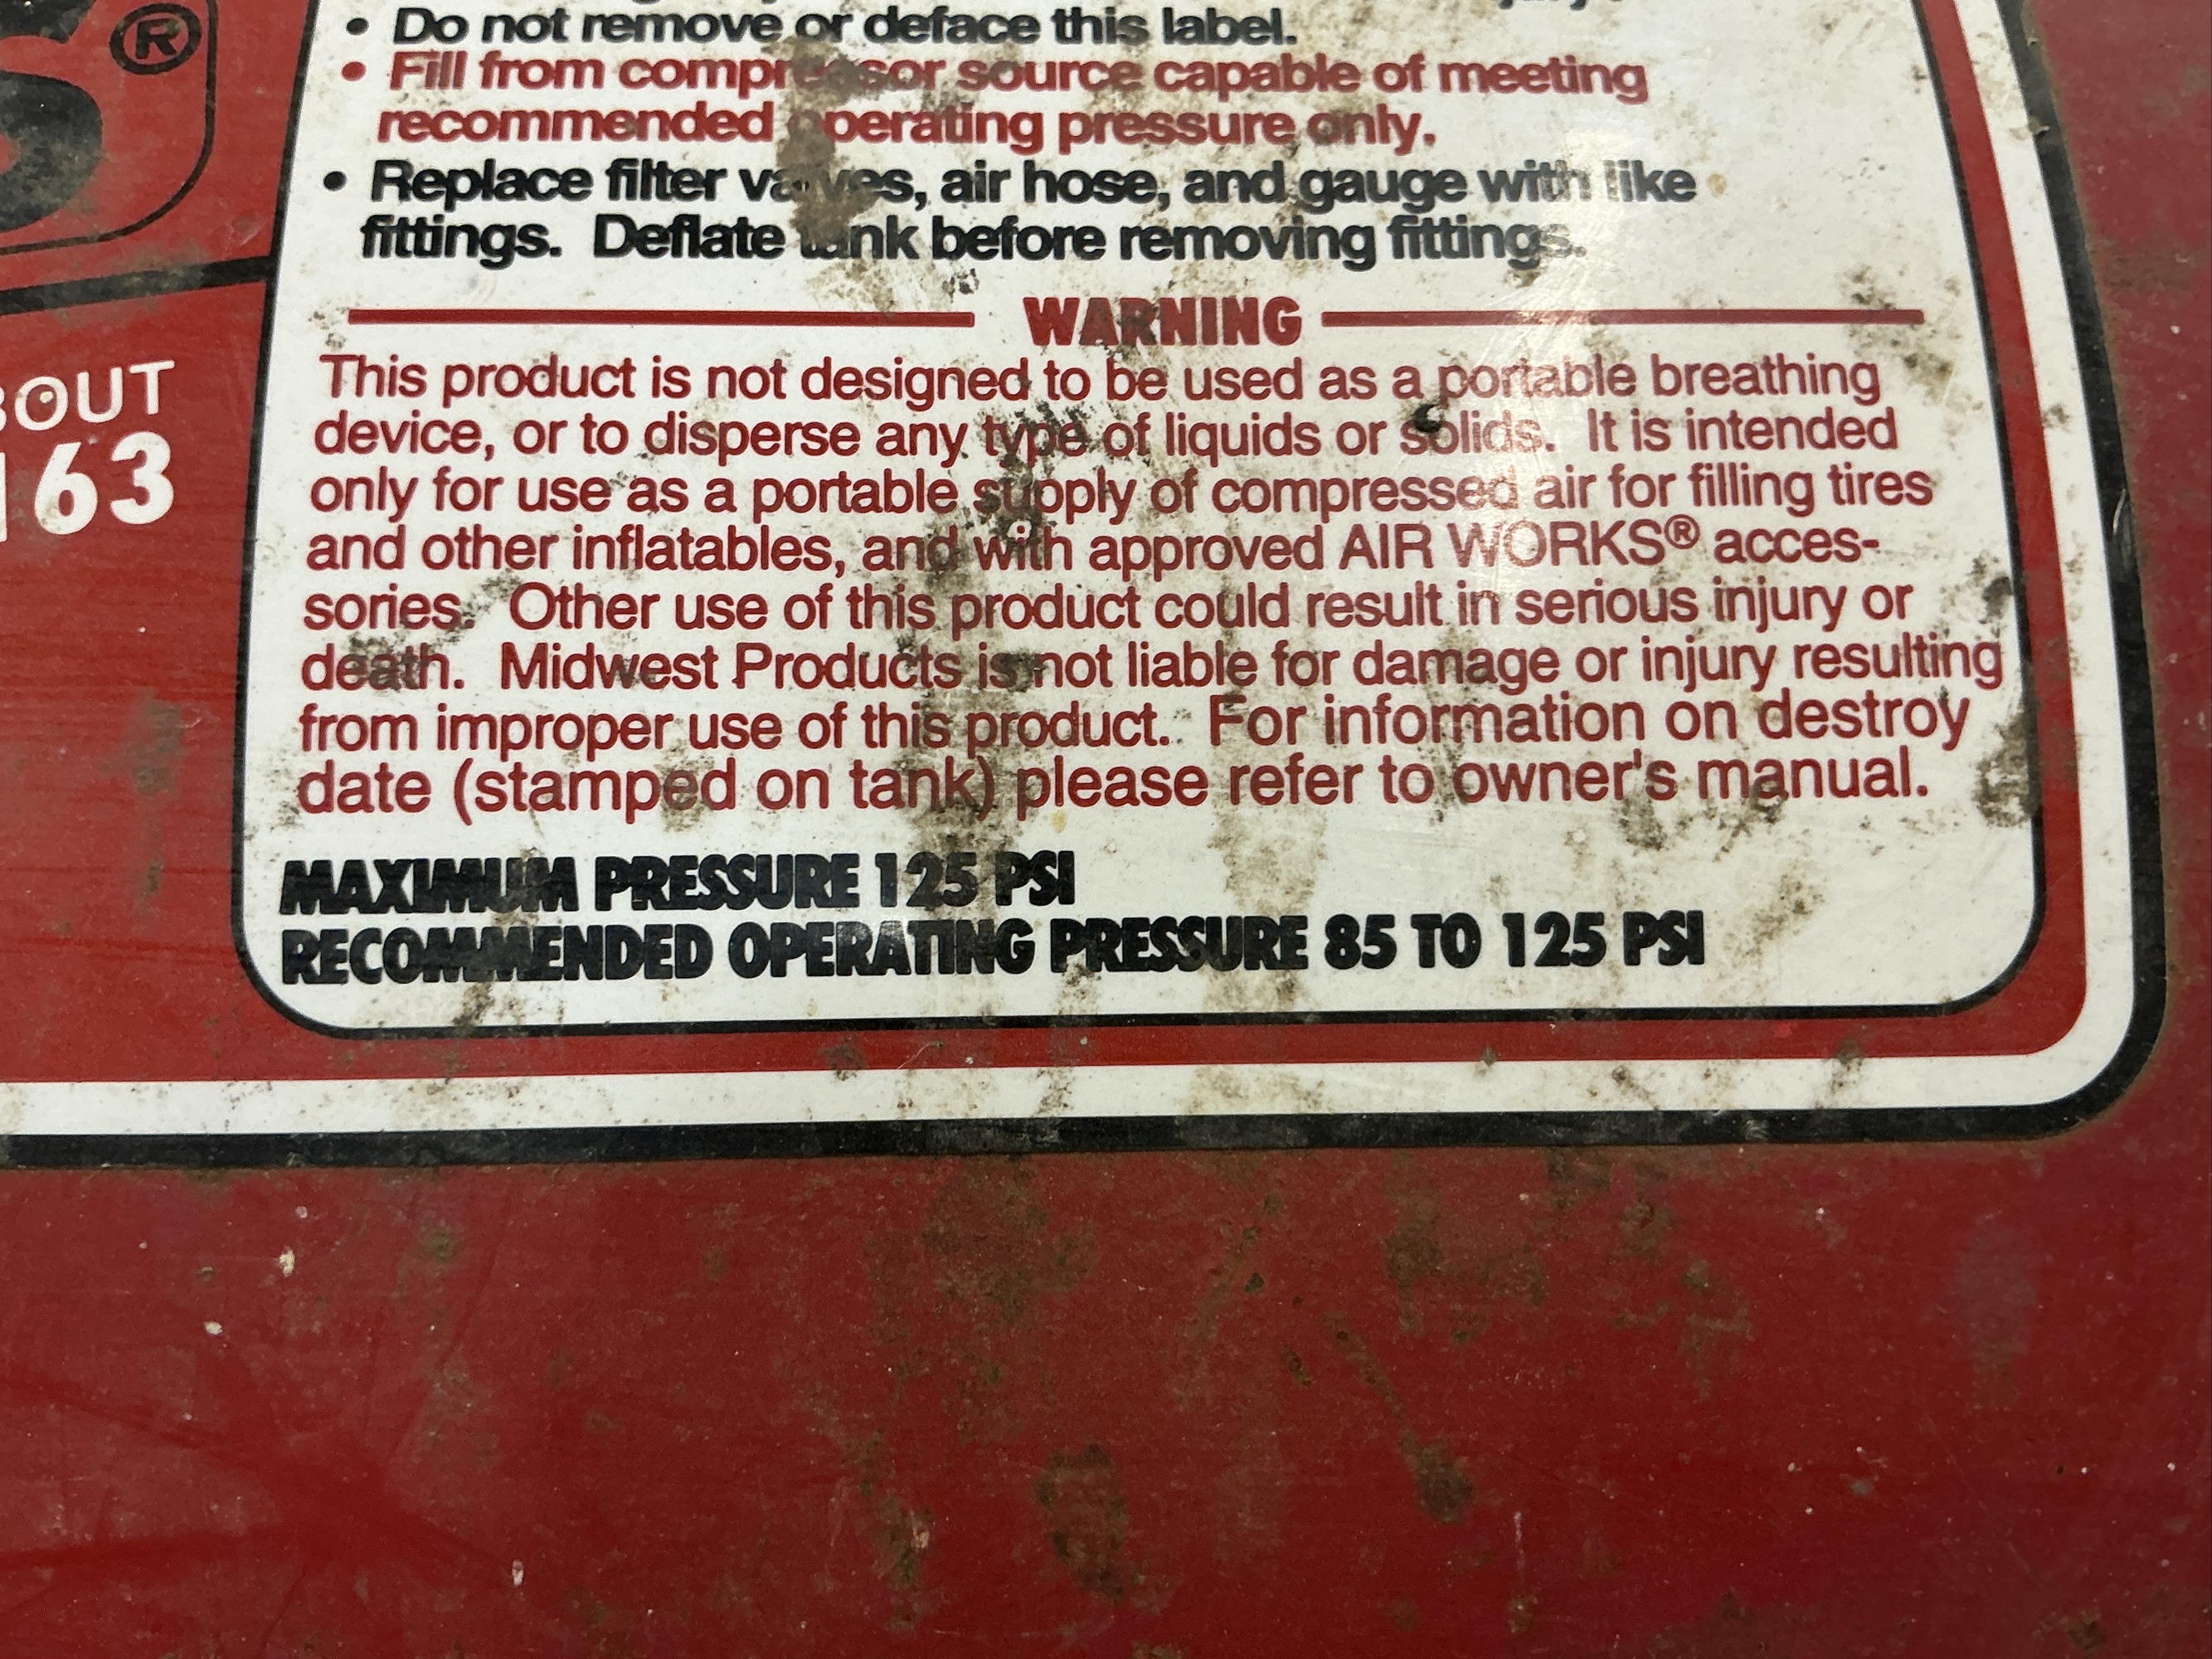 • Do not remove or deface this label.
• Fill from compressor source capable of meeting
recommended operating pressure only.
• Replace filter valves, air hose, and gauge with like
fittings. Deflate tank before removing fittings.
WARNING
This product is not designed to be used as a portable breathing
device, or to disperse any type of liquids or solids. It is intended
only for use as a portable supply of compressed air for filling tires
and other inflatables, and with approved AIR WORKS® acces-
sories. Other use of this product could result in serious injury or
death. Midwest Products is not liable for damage or injury resulting
from improper use of this product. For information on destroy
date (stamped on tank) please refer to owner's manual.
MAXIMUM PRESSURE 125 PSI
RECOMMENDED OPERATING PRESSURE 85 TO 125 PSI
S®
BOUT
163